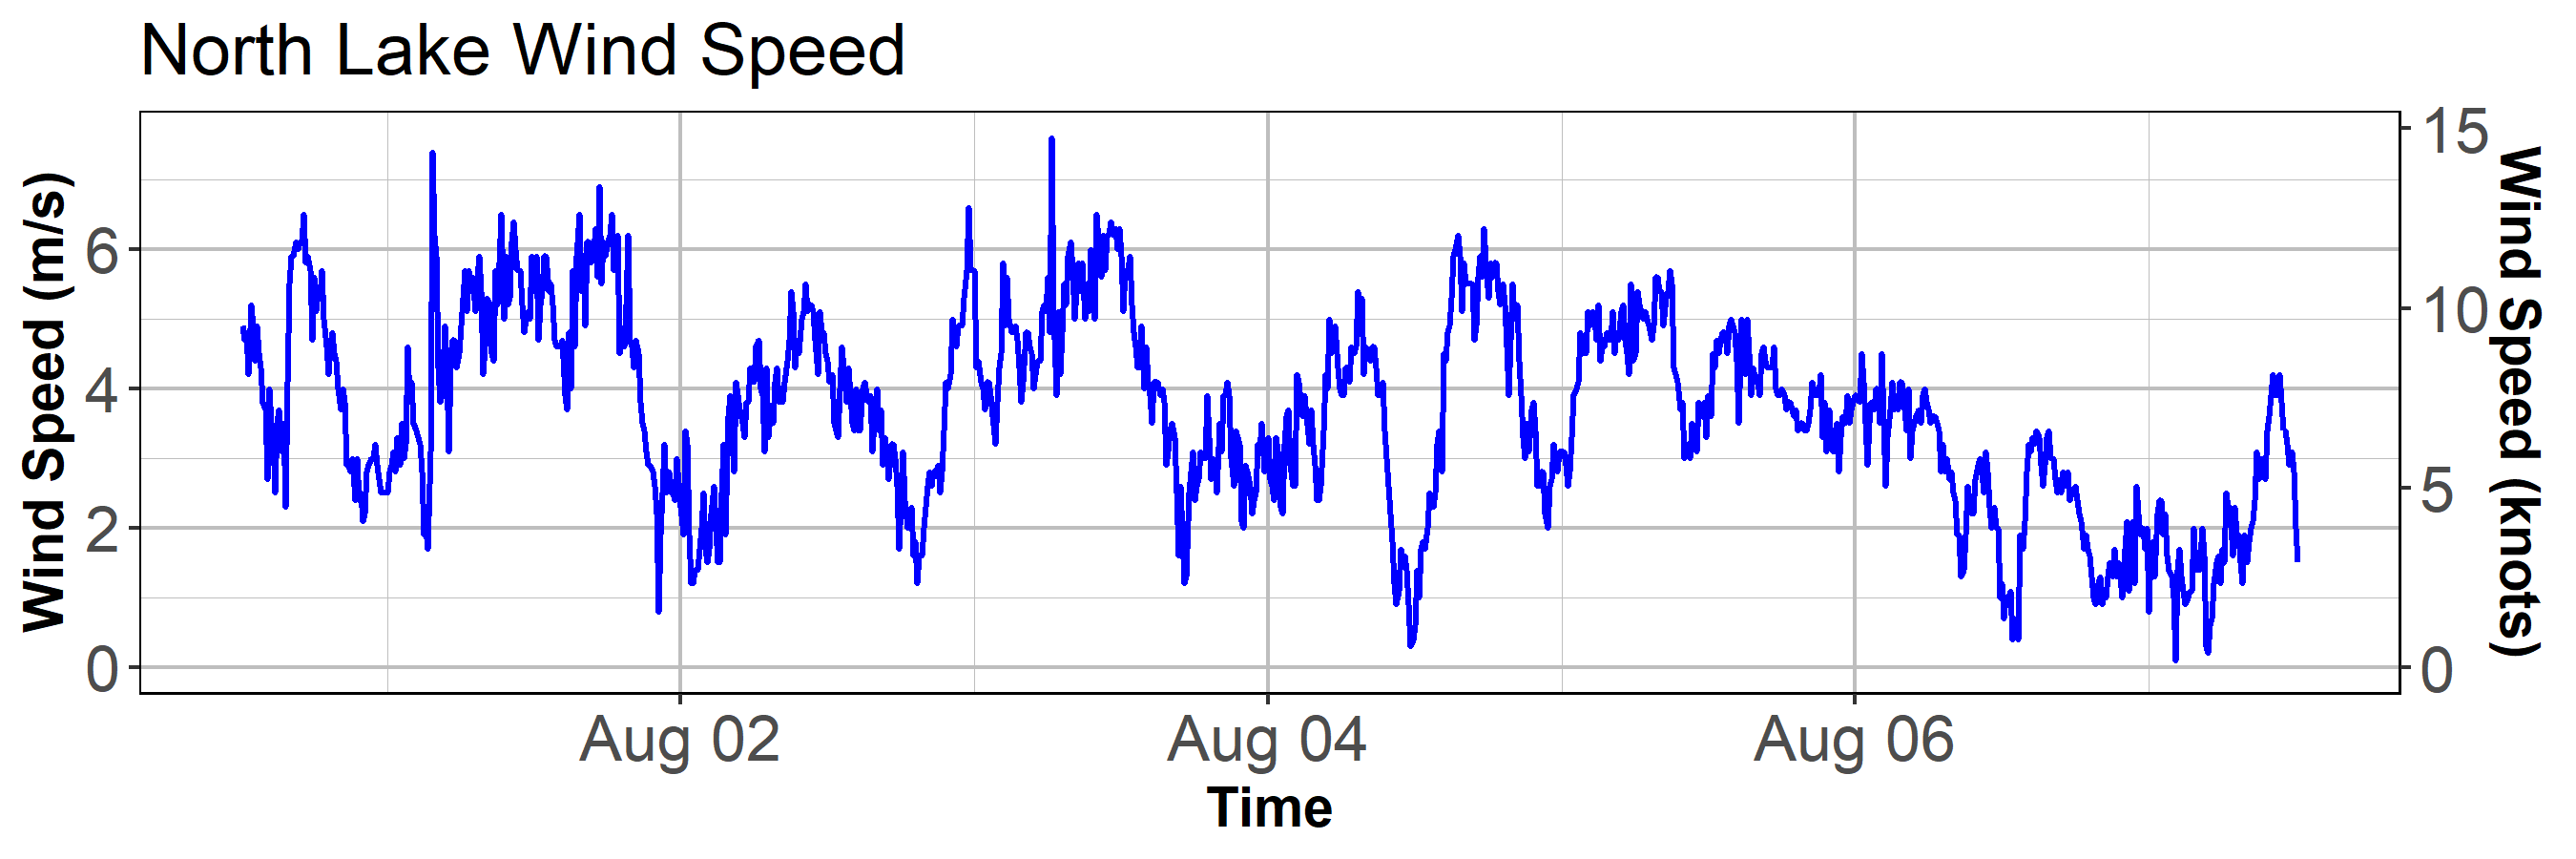 North Lake Wind Speed
Wind Speed (m/s)
6
4
2
0
15
10
5
0
Wind Speed (knots)
Aug 02
Aug 04
Aug 06
Time